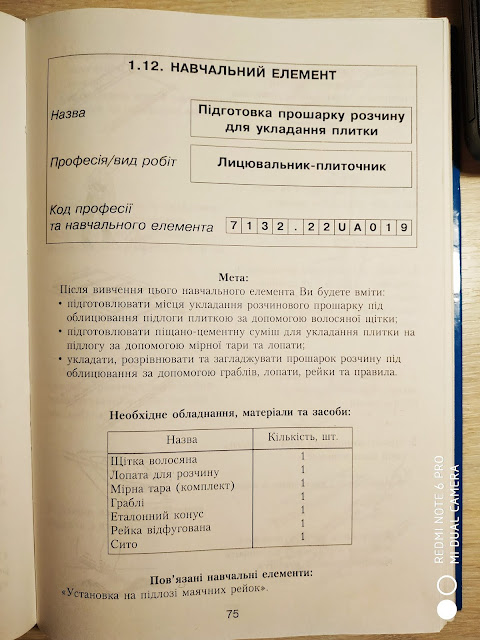 1.12. НАВЧАЛЬНИЙ ЕЛЕМЕНТ
Назва
Підготовка прошарку розчину
для укладання плитки
Професія/вид робіт
Лицювальник-плиточник
Код професії
та навчального елемента
7132.22UA019
Мета:
Після вивчення цього навчального елемента Ви будете вміти:
• підготовлювати місця укладання розчинового прошарку під
облицювання підлоги плиткою за допомогою волосяної щітки;
• підготовлювати піщано-цементну суміш для укладання плитки на
підлогу за допомогою мірної тари та лопати;
• укладати, розрівнювати та загладжувати прошарок розчину під
облицювання за допомогою граблів, лопати, рейки та правила.
Необхідне обладнання, матеріали та засоби:
Назва Кількість, шт.
Щітка волосяна 1
Лопата для розчину 1
Мірна тара (комплект) 1
Граблі 1
Еталонний конус 1
Рейка відфугована 1
Сито 1
Пов'язані навчальні елементи:
«Установка на підлозі маячних рейок».
75
REDMI NOTE 6 PRO
MI DUAL CAMERA